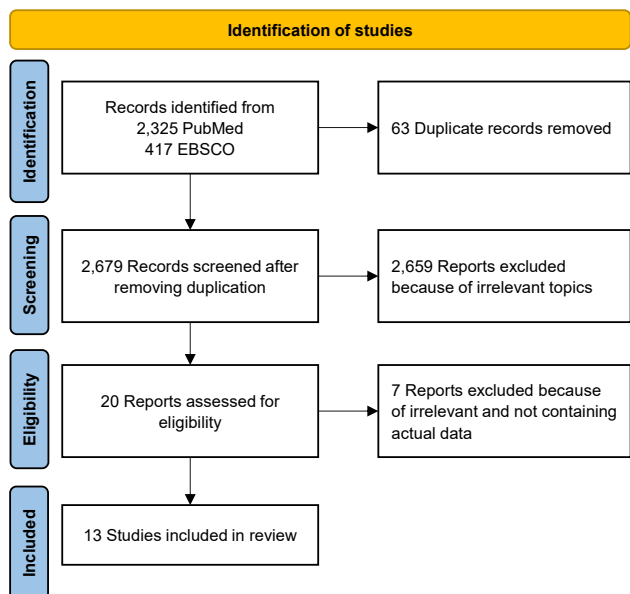 Identification of studies
Identification
Records identified from
2,325 PubMed
417 EBSCO
63 Duplicate records removed
Screening
2,679 Records screened after
removing duplication
2,659 Reports excluded
because of irrelevant topics
Eligibility
20 Reports assessed for
eligibility
7 Reports excluded because
of irrelevant and not containing
actual data
Included
13 Studies included in review